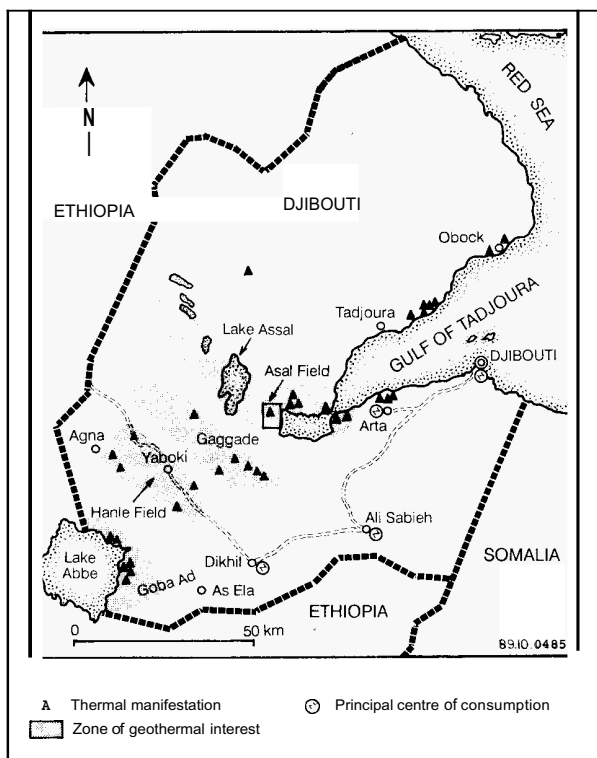 N
RED SEA
ETHIOPIA
DJIBOUTI
Obock
Tadjoura
GULF OF TADJOURA
Lake Assal
DJIBOUTI
Asal Field
Arta
Agna
Gaggade
Yaboki
Hanle Field
Ali Sabieh
Lake
Abbe
Dikhil
SOMALIA
Goba Ad
As Ela
ETHIOPIA
0 50 km
89.10.0485
Thermal manifestation
Principal centre of consumption
Zone of geothermal interest